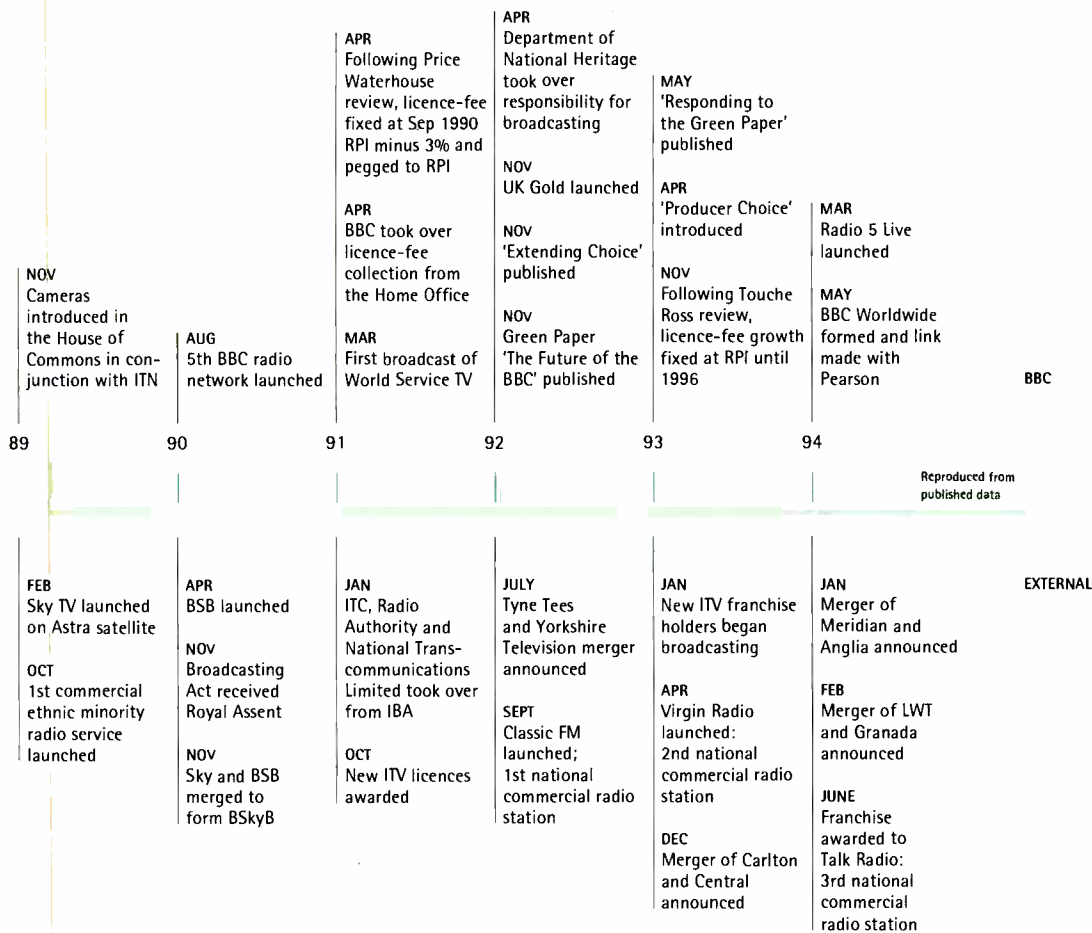 NOV
Cameras
introduced in
the House of
Commons in con-
junction with ITN
AUG
5th BBC radio
network launched
APR
Following Price
Waterhouse
review, licence-fee
fixed at Sep 1990
RPI minus 3% and
pegged to RPI
APR
BBC took over
licence-fee
collection from
the Home Office
MAR
First broadcast of
World Service TV
APR
Department of
National Heritage
took over
responsibility for
broadcasting
NOV
UK Gold launched
NOV
'Extending Choice'
published
NOV
Green Paper
'The Future of the
BBC' published
MAY
'Responding to
the Green Paper'
published
APR
'Producer Choice'
introduced
NOV
Following Touche
Ross review,
licence-fee growth
fixed at RPI until
1996
MAR
Radio 5 Live
launched
MAY
BBC Worldwide
formed and link
made with
Pearson
BBC
89
90
91
92
93
94
Reproduced from
published data
FEB
Sky TV launched
on Astra satellite
OCT
1st commercial
ethnic minority
radio service
launched
APR
BSB launched
NOV
Broadcasting
Act received
Royal Assent
NOV
Sky and BSB
merged to
form BSkyB
JAN
ITC, Radio
Authority and
National Trans-
communications
Limited took over
from IBA
OCT
New ITV licences
awarded
JULY
Tyne Tees
and Yorkshire
Television merger
announced
SEPT
Classic FM
launched;
1st national
commercial radio
station
JAN
New ITV franchise
holders began
broadcasting
APR
Virgin Radio
launched:
2nd national
commercial radio
station
DEC
Merger of Carlton
and Central
announced
JAN
Merger of
Meridian and
Anglia announced
FEB
Merger of LWT
and Granada
announced
JUNE
Franchise
awarded to
Talk Radio:
3rd national
commercial
radio station
EXTERNAL